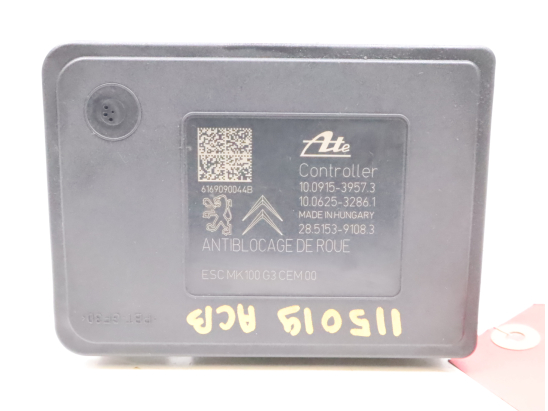 Ate
Controller
10.0915-3957.3
10.0625-3286.1
MADE IN HUNGARY
28.5153-9108.3
6169090044B
ANTIBLOCAGE DE ROUE
ESC MK100 G3 CEM 00
115019 ACB